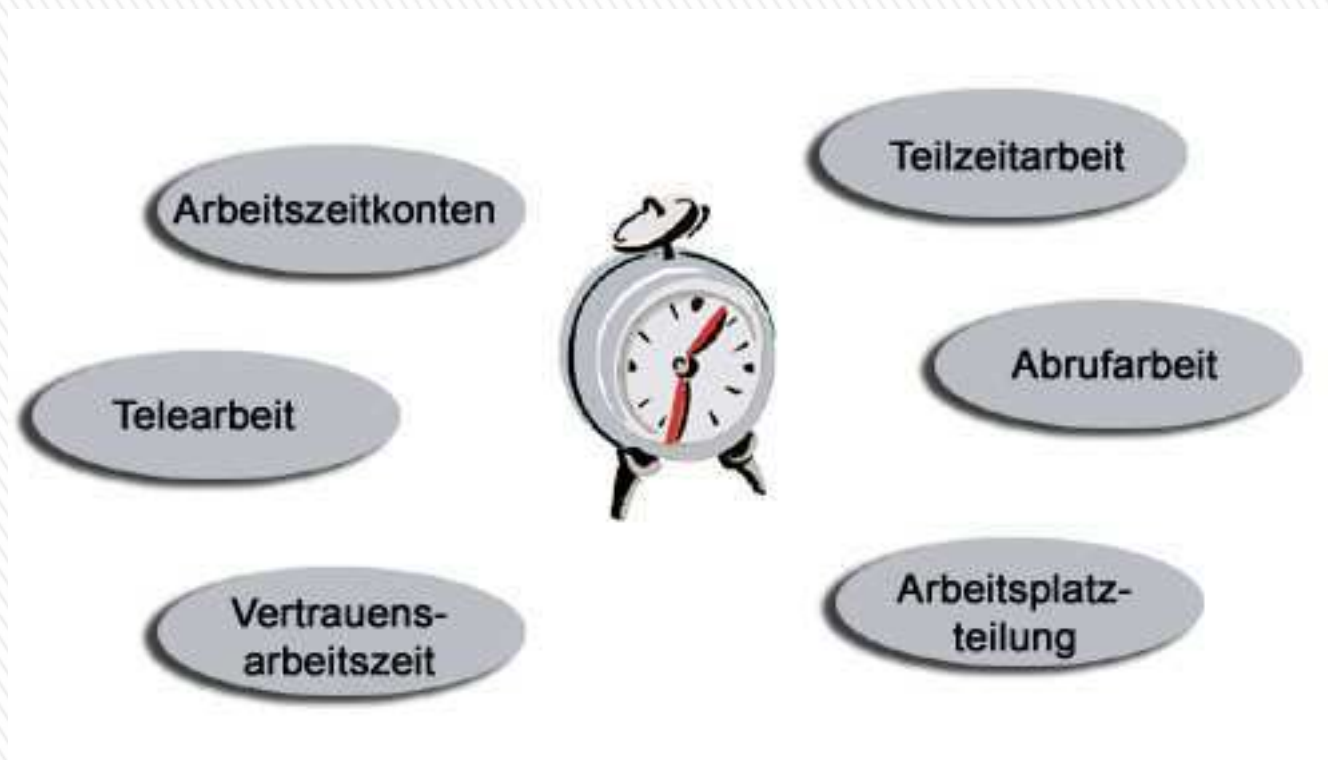 Arbeitszeitkonten
Teilzeitarbeit
Telearbeit
Abrufarbeit
Vertrauens-
arbeitszeit
Arbeitsplatz-
teilung